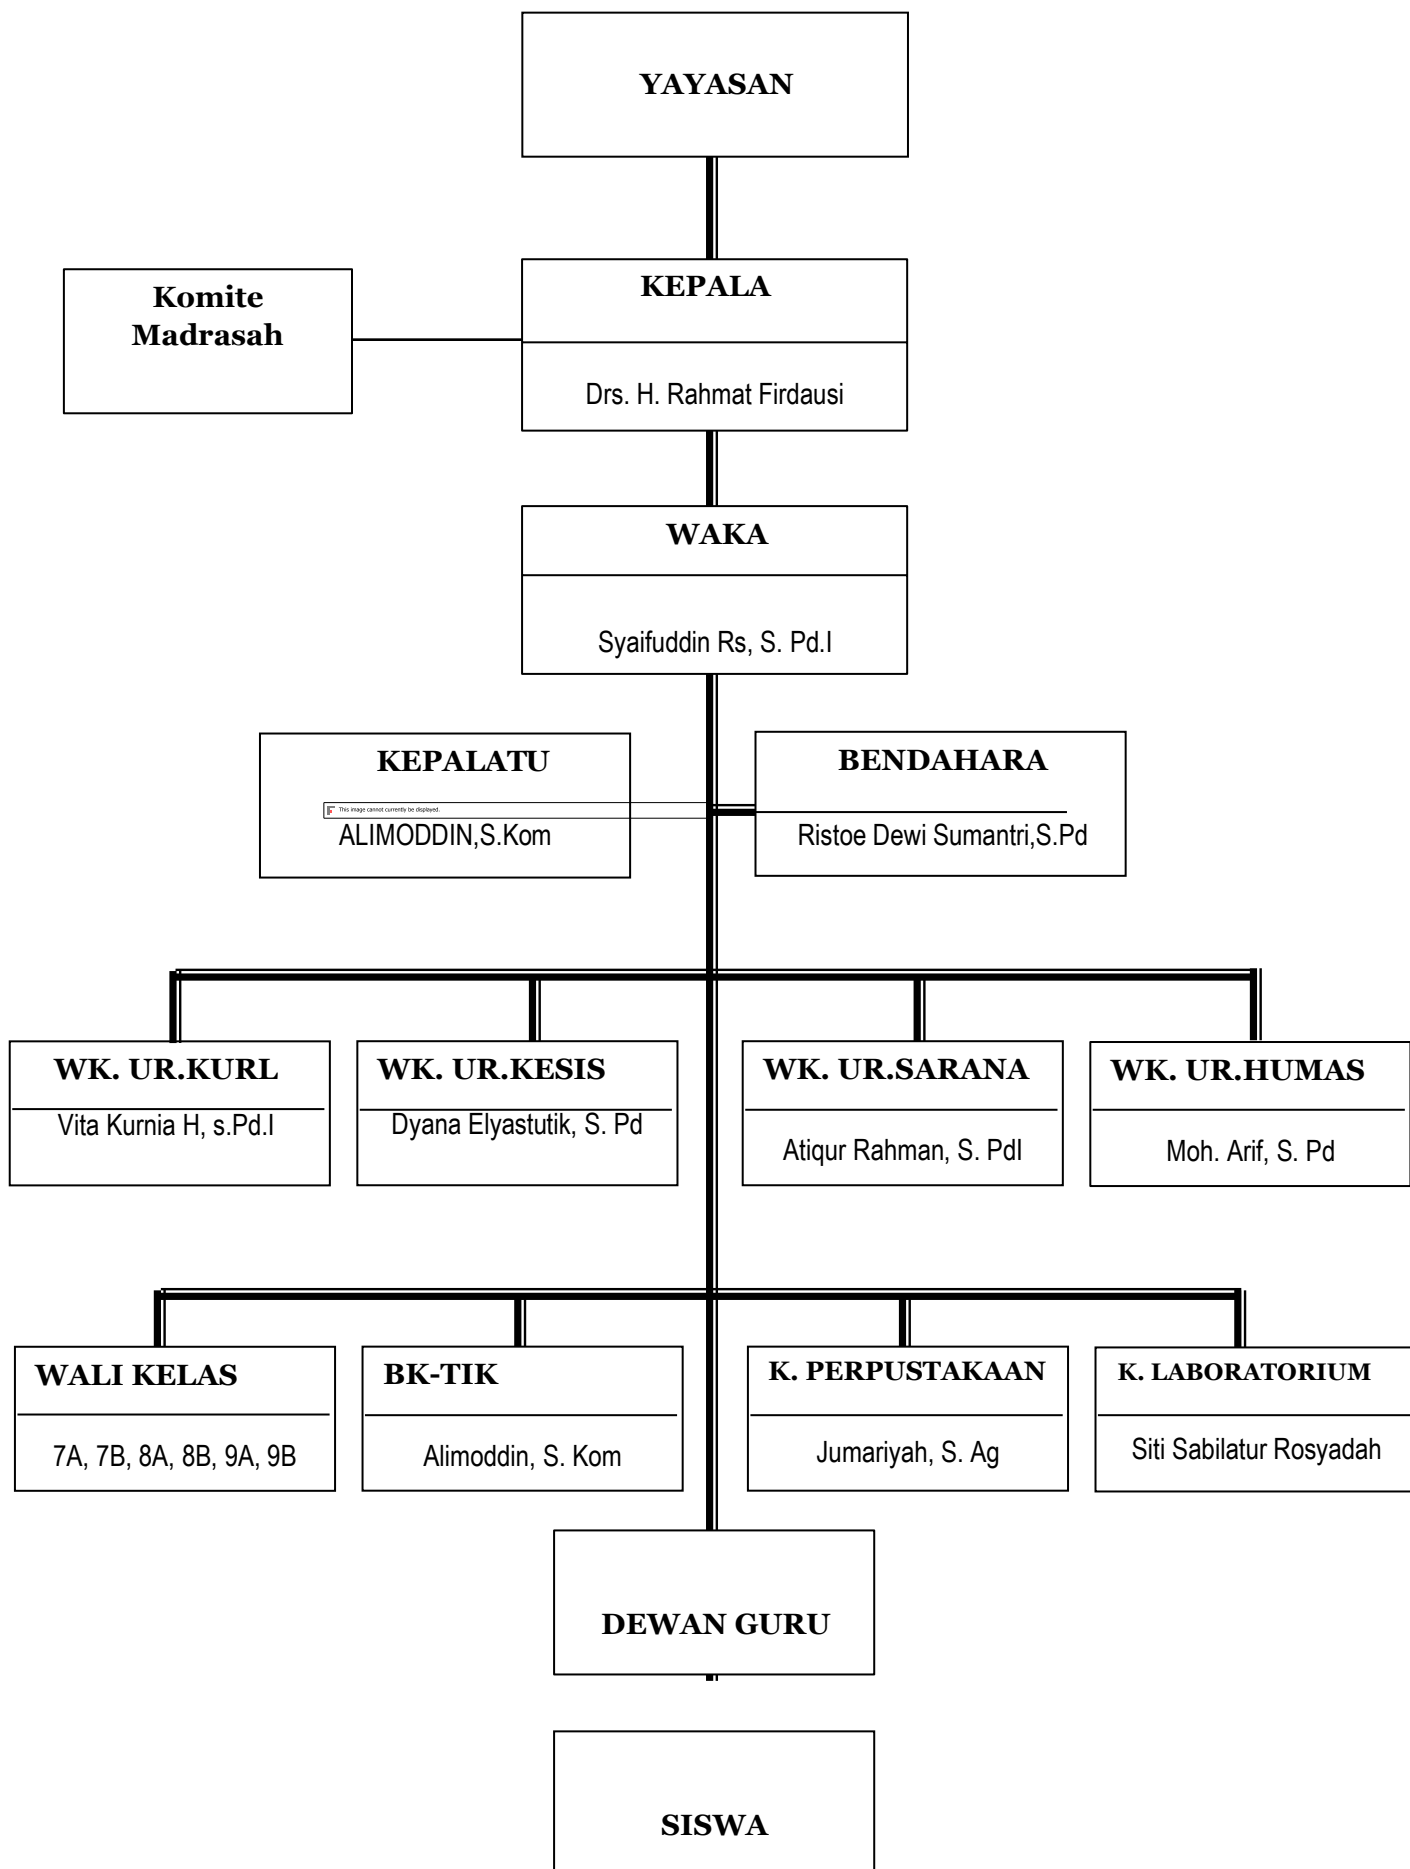 YAYASAN
Komite
Madrasah
KEPALA
Drs. H. Rahmat Firdausi
WAKA
Syaifuddin Rs, S. Pd.I
KEPALATU
This image cannot currently be displayed.
ALIMODDIN,S.Kom
BENDAHARA
Ristoe Dewi Sumantri,S.Pd
WK. UR.KURL
Vita Kurnia H, s.Pd.I
WK. UR.KESIS
Dyana Elyastutik, S. Pd
WK. UR.SARANA
Atiqur Rahman, S. PdI
WK. UR.HUMAS
Moh. Arif, S. Pd
WALI KELAS
7A, 7B, 8A, 8B, 9A, 9B
BK-TIK
Alimoddin, S. Kom
K. PERPUSTAKAAN
Jumariyah, S. Ag
K. LABORATORIUM
Siti Sabilatur Rosyadah
DEWAN GURU
SISWA